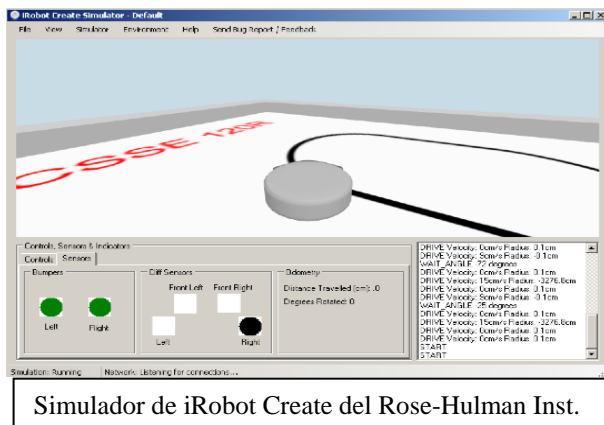 iRobot Create Simulator - Default
File View Simulator Environment Help Send Bug Report / Feedback
CSSE 120R
Controls, Sensors & Indicators
Controls Sensors
Bumpers
Left Right
Cliff Sensors
Front Left Front Right
Left Right
Odometry
Distance Travelled (cm): .0
Degrees Rotated: 0
DRIVE Velocity: 0cm/s Radius: 0.1cm
DRIVE Velocity: 9cm/s Radius: -0.1cm
WAIT_ANGLE 72 degrees
DRIVE Velocity: 0cm/s Radius: 0.1cm
DRIVE Velocity: 15cm/s Radius: -3276.8cm
DRIVE Velocity: 0cm/s Radius: 0.1cm
DRIVE Velocity: 9cm/s Radius: -0.1cm
WAIT_ANGLE 25 degrees
DRIVE Velocity: 0cm/s Radius: 0.1cm
DRIVE Velocity: 15cm/s Radius: -3276.8cm
DRIVE Velocity: 0cm/s Radius: 0.1cm
START
START
Simulation: Running Network: Listening for connections...
Simulador de iRobot Create del Rose-Hulman Inst.